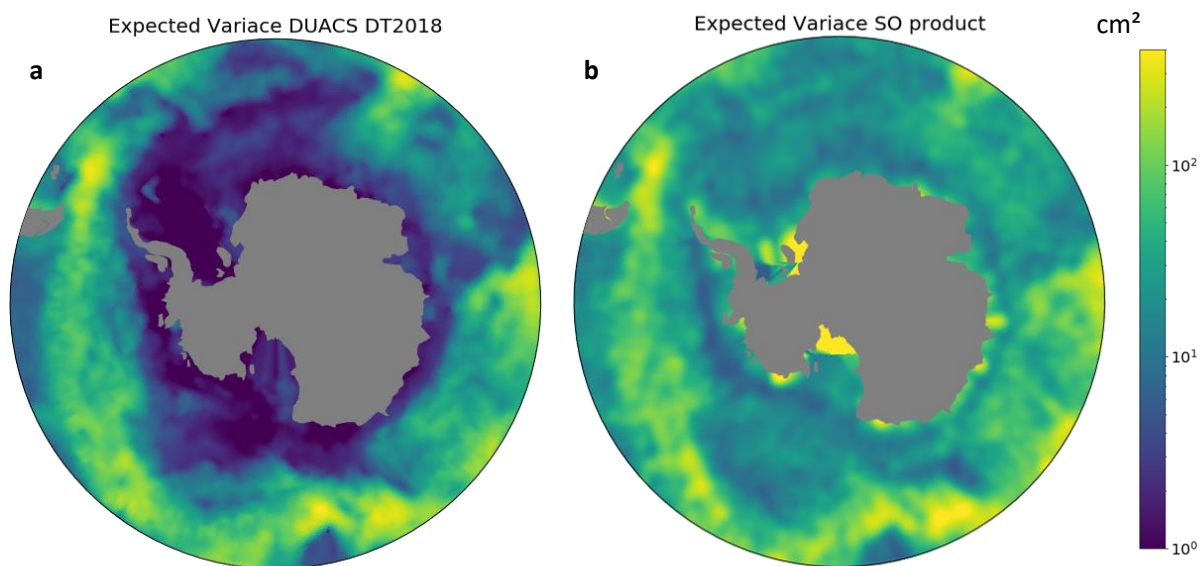 Expected Variace DUACS DT2018
Expected Variace SO product
cm²
a
b
10²
10¹
10⁰